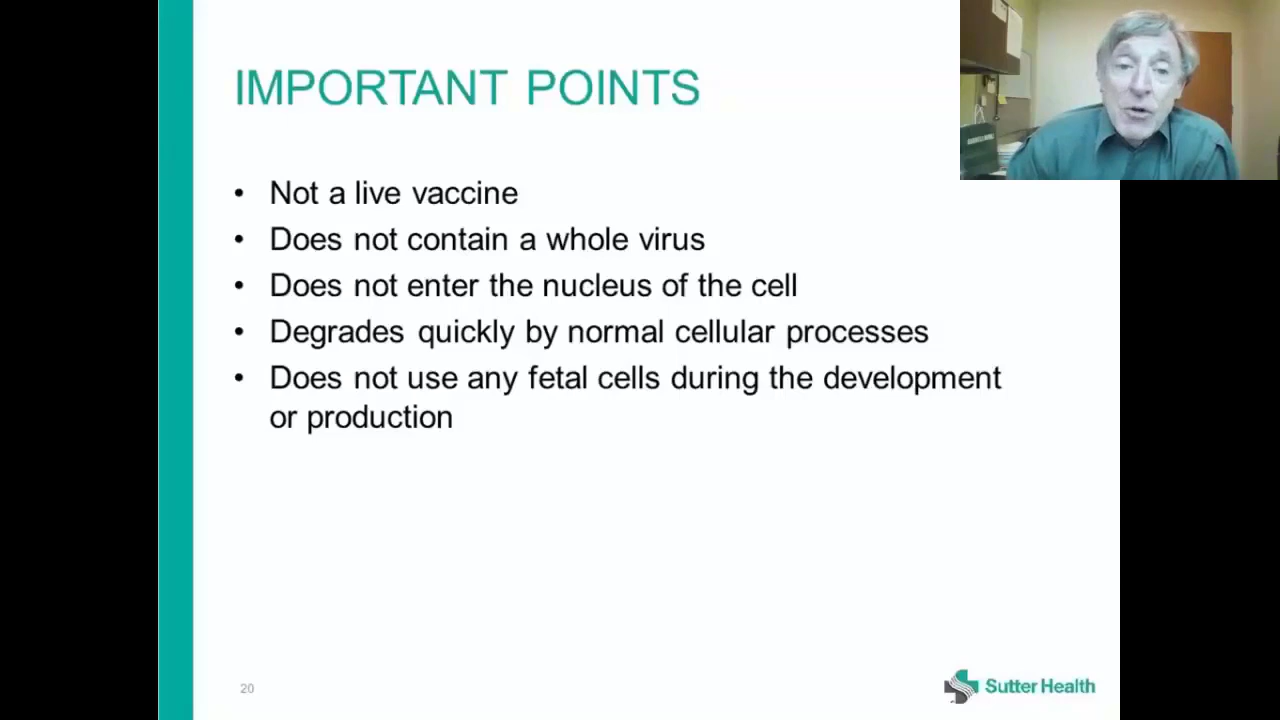 IMPORTANT POINTS
• Not a live vaccine
• Does not contain a whole virus
• Does not enter the nucleus of the cell
• Degrades quickly by normal cellular processes
• Does not use any fetal cells during the development
or production
20
Sutter Health